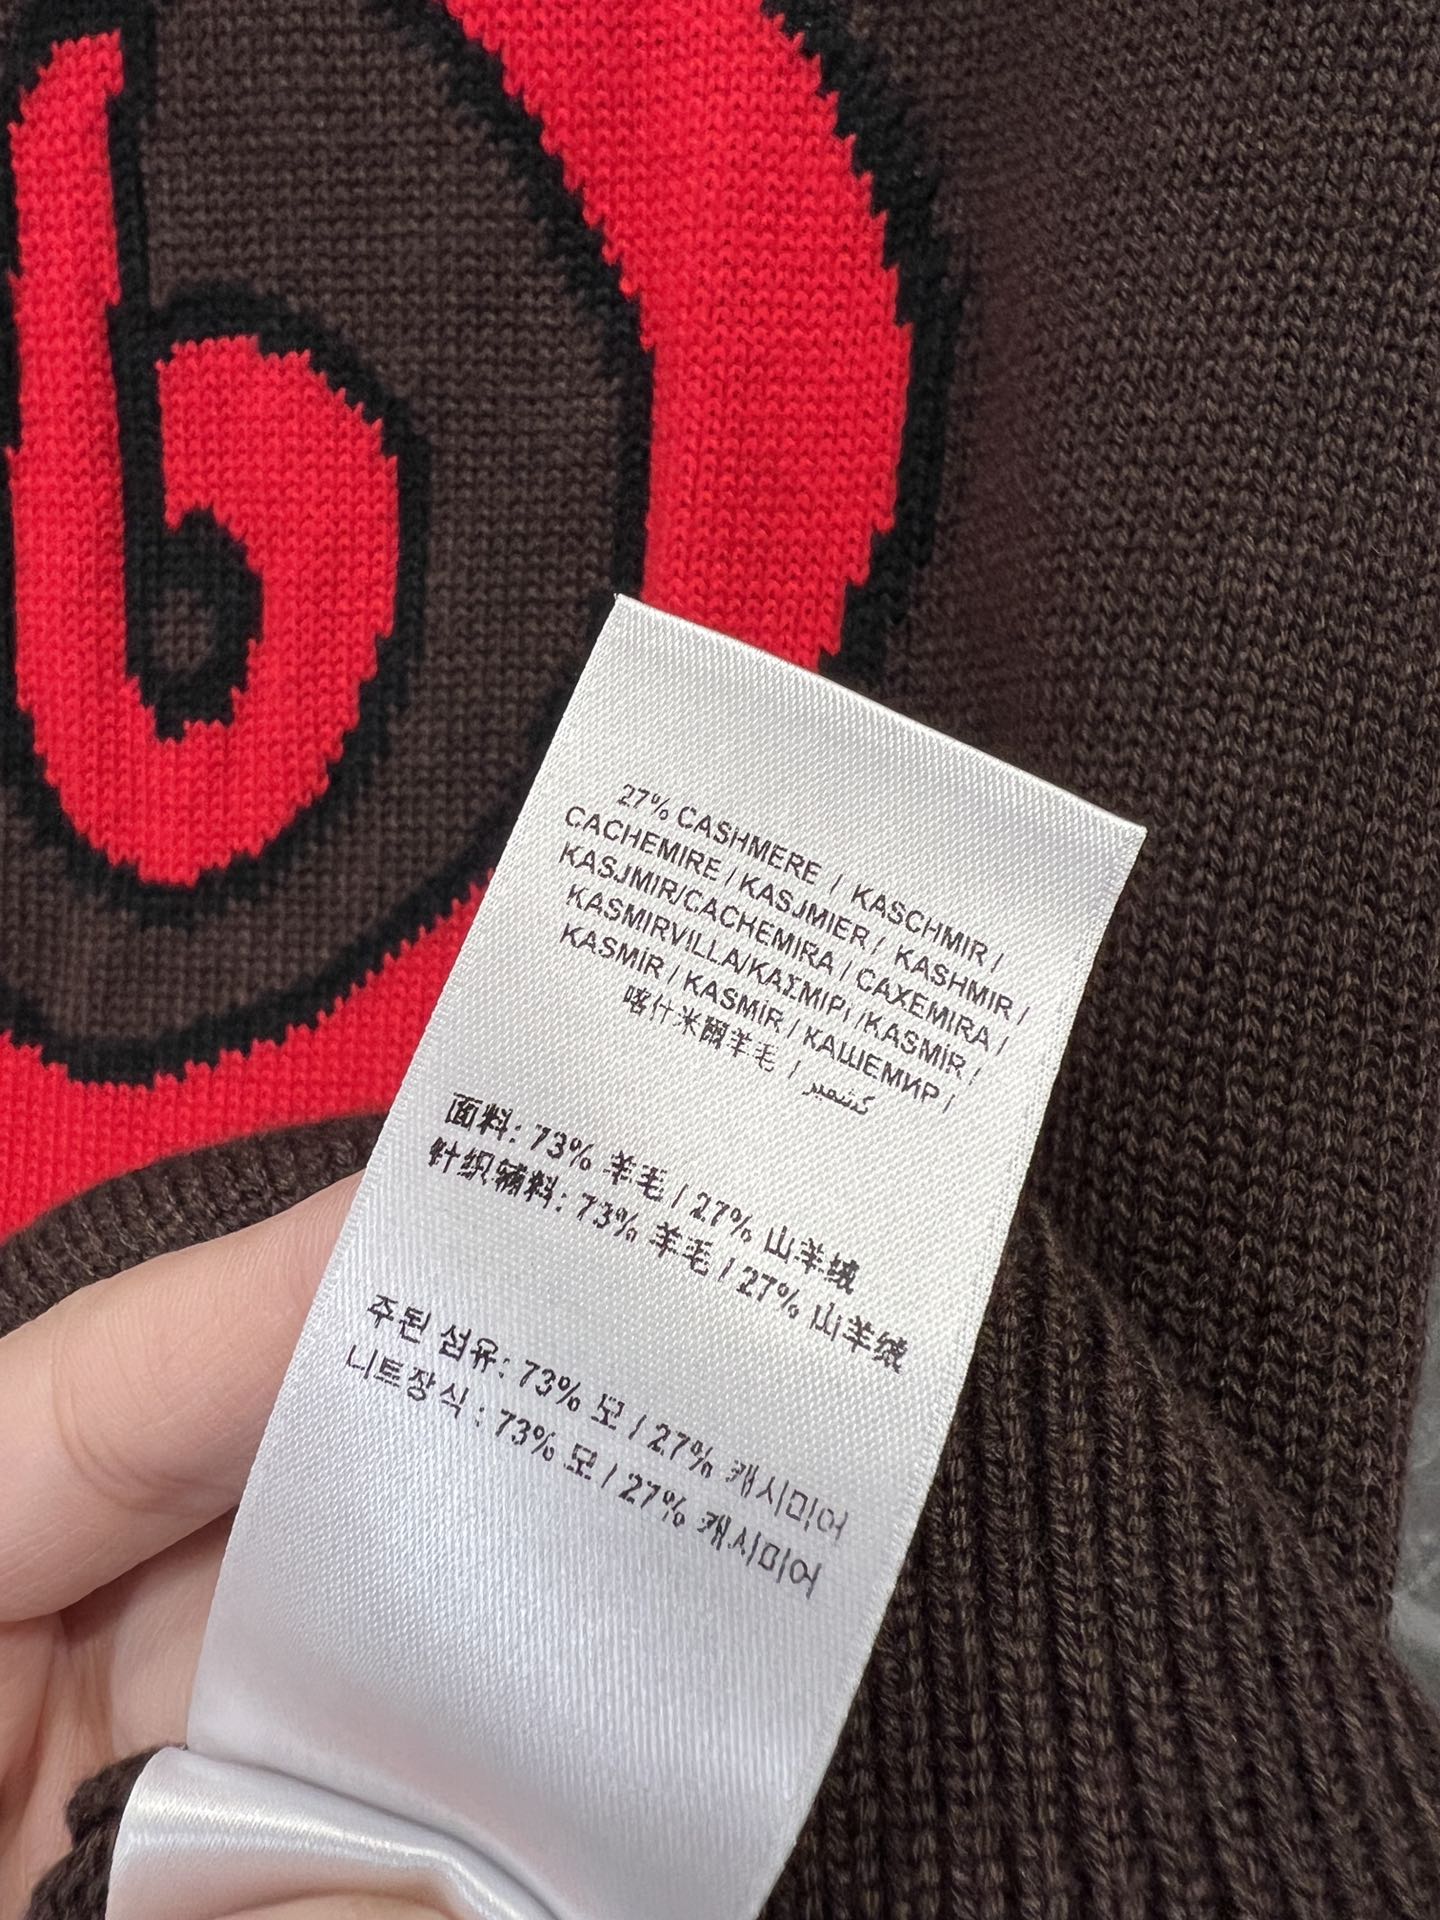 27% CASHMERE / KASCHMIR /
CACHEMIRE / KASJMIER / KASHMIR /
KASJMIR/CACHEMIRA / CAXEMIRA /
KASMIRVILLA/ΚΑΣΜΙΡΙ /KASMİR /
KASMİR / KASMİR / КАШЕМИР /
喀什米爾羊毛 / كشمير
面料: 73% 羊毛 / 27% 山羊绒
针织辅料: 73% 羊毛 / 27% 山羊绒
주된 섬유: 73% 모 / 27% 캐시미어
니트장식 : 73% 모 / 27% 캐시미어